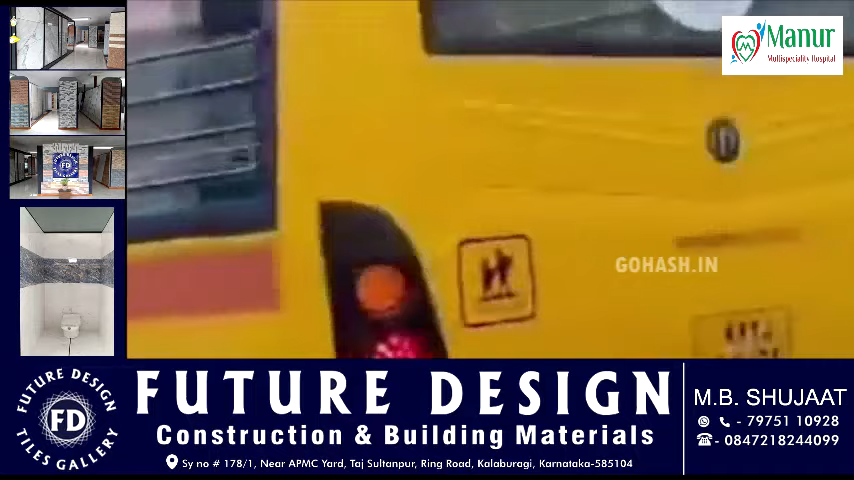 Manur
Multispeciality Hospital
FD
GOHASH.IN
FUTURE DESIGN
TILES GALLERY
FD
FUTURE DESIGN
Construction & Building Materials
Sy no # 178/1, Near APMC Yard, Taj Sultanpur, Ring Road, Kalaburagi, Karnataka-585104
M.B. SHUJAAT
- 79751 10928
- 0847218244099